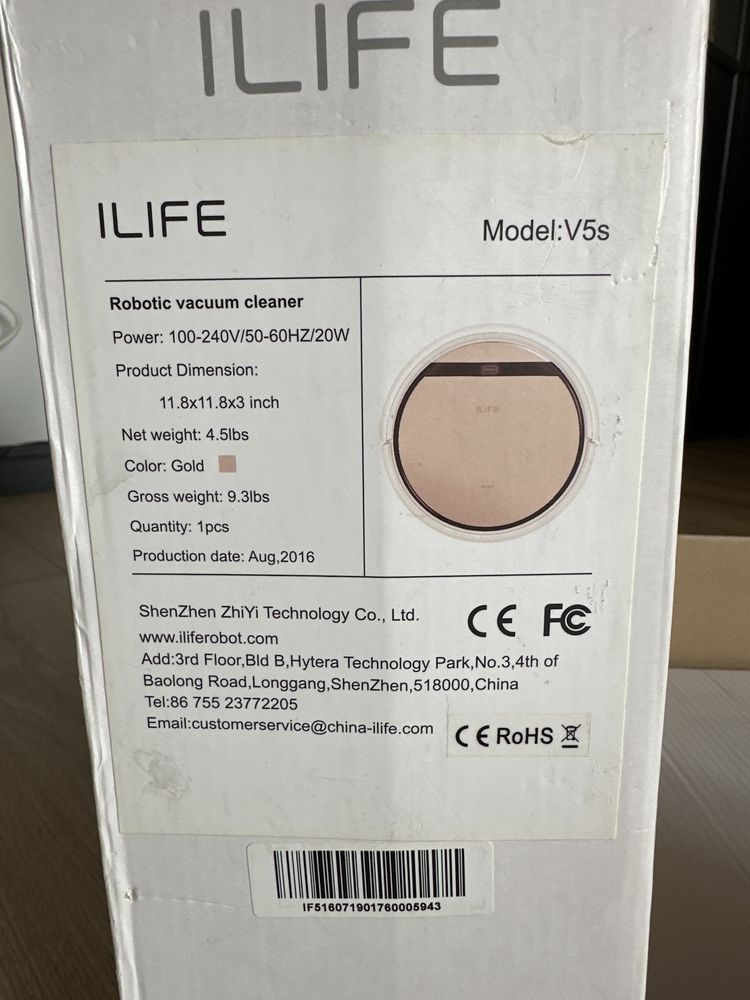 ILIFE
ILIFE
Model:V5s
Robotic vacuum cleaner
Power: 100-240V/50-60HZ/20W
Product Dimension:
11.8x11.8x3 inch
Net weight: 4.5lbs
Color: Gold
Gross weight: 9.3lbs
Quantity: 1pcs
Production date: Aug,2016
ILIFE
ShenZhen ZhiYi Technology Co., Ltd.
CE FC
www.iliferobot.com
Add:3rd Floor,Bld B,Hytera Technology Park,No.3,4th of
Baolong Road,Longgang,ShenZhen,518000,China
Tel:86 755 23772205
Email:customerservice@china-ilife.com
CE RoHS
IF516071901760005943